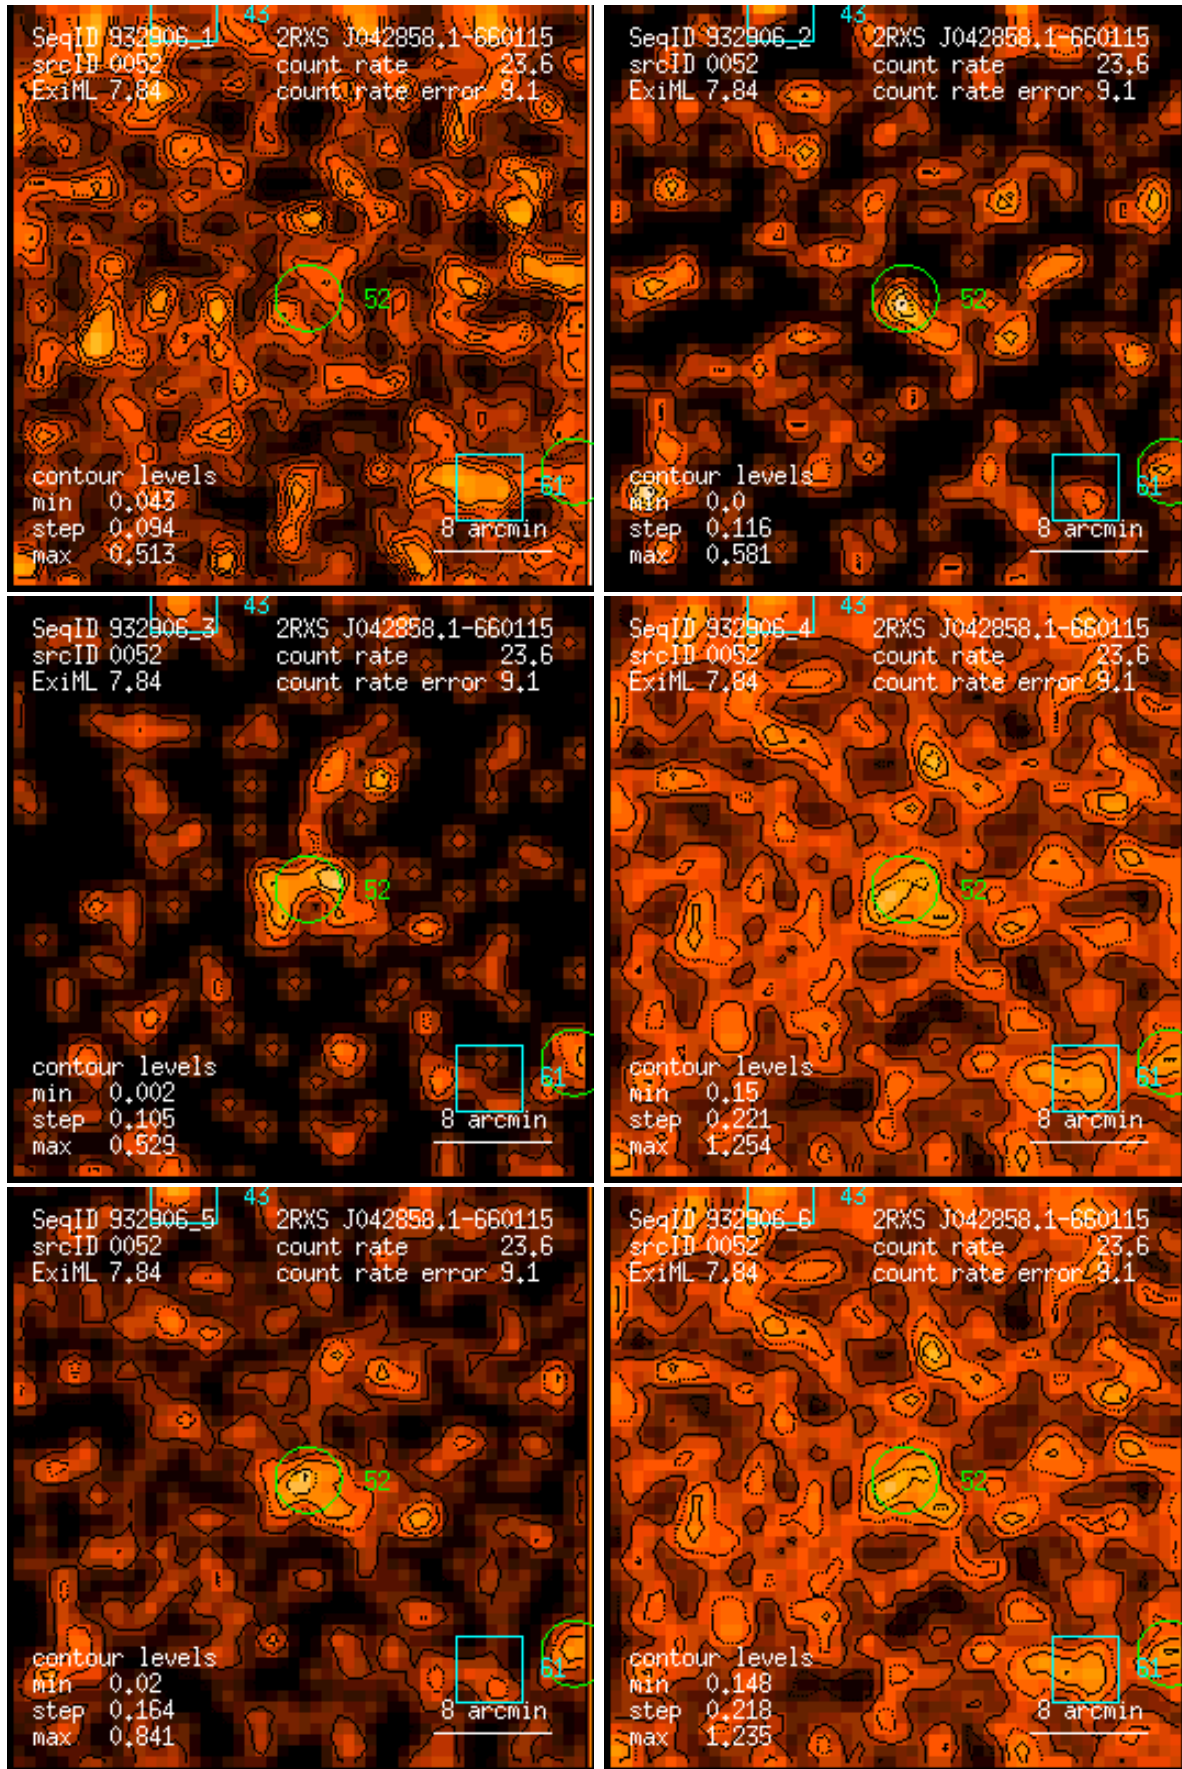 43
SeqID 932906_1 2RXS J042858.1-660115
srcID 0052 count rate 23.6
ExiML 7.84 count rate error 9.1
52
contour levels
min 0.043
step 0.094
max 0.513
61
8 arcmin
43
SeqID 932906_2 2RXS J042858.1-660115
srcID 0052 count rate 23.6
ExiML 7.84 count rate error 9.1
52
contour levels
min 0.0
step 0.116
max 0.581
61
8 arcmin
43
SeqID 932906_3 2RXS J042858.1-660115
srcID 0052 count rate 23.6
ExiML 7.84 count rate error 9.1
52
contour levels
min 0.002
step 0.105
max 0.529
61
8 arcmin
43
SeqID 932906_4 2RXS J042858.1-660115
srcID 0052 count rate 23.6
ExiML 7.84 count rate error 9.1
52
contour levels
min 0.15
step 0.221
max 1.254
61
8 arcmin
43
SeqID 932906_5 2RXS J042858.1-660115
srcID 0052 count rate 23.6
ExiML 7.84 count rate error 9.1
52
contour levels
min 0.02
step 0.164
max 0.841
61
8 arcmin
43
SeqID 932906_6 2RXS J042858.1-660115
srcID 0052 count rate 23.6
ExiML 7.84 count rate error 9.1
52
contour levels
min 0.148
step 0.218
max 1.235
61
8 arcmin